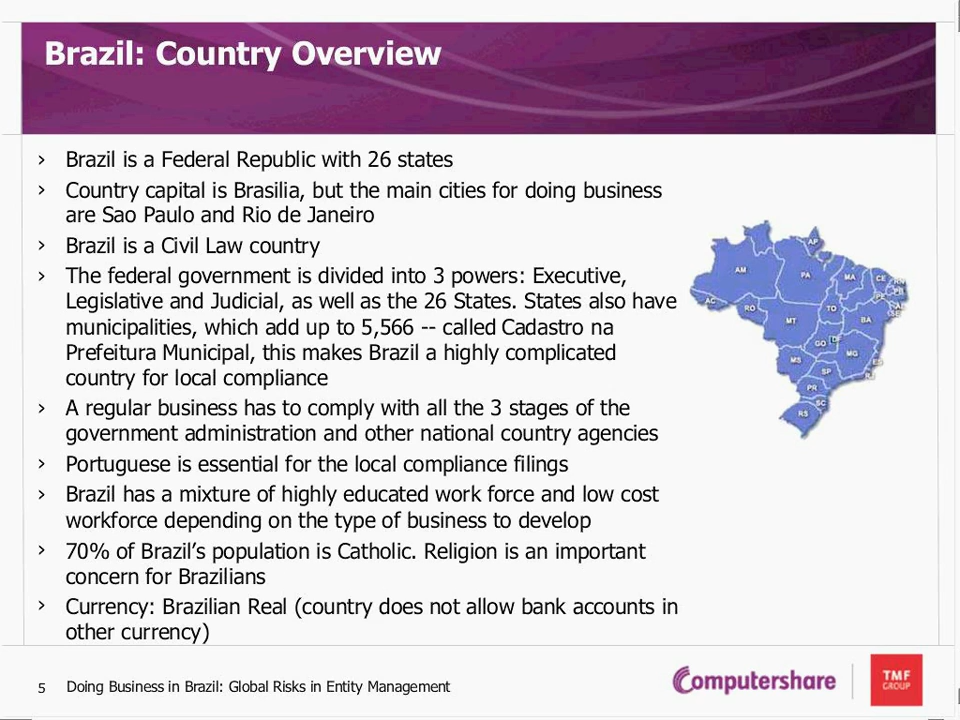 Brazil: Country Overview
› Brazil is a Federal Republic with 26 states
› Country capital is Brasilia, but the main cities for doing business
are Sao Paulo and Rio de Janeiro
› Brazil is a Civil Law country
› The federal government is divided into 3 powers: Executive,
Legislative and Judicial, as well as the 26 States. States also have
municipalities, which add up to 5,566 -- called Cadastro na
Prefeitura Municipal, this makes Brazil a highly complicated
country for local compliance
› A regular business has to comply with all the 3 stages of the
government administration and other national country agencies
› Portuguese is essential for the local compliance filings
› Brazil has a mixture of highly educated work force and low cost
workforce depending on the type of business to develop
› 70% of Brazil’s population is Catholic. Religion is an important
concern for Brazilians
› Currency: Brazilian Real (country does not allow bank accounts in
other currency)
AP
AM
PA
MA
CE
RN
PB
PE
AL
SE
AC
RO
TO
MT
BA
GO
DF
MG
MS
ES
SP
RJ
PR
SC
RS
5 Doing Business in Brazil: Global Risks in Entity Management
Computershare
TMF
GROUP